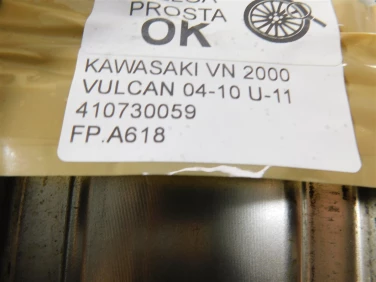 PROSTA
OK
KAWASAKI VN 2000
VULCAN 04-10 U-11
410730059
FP.A618